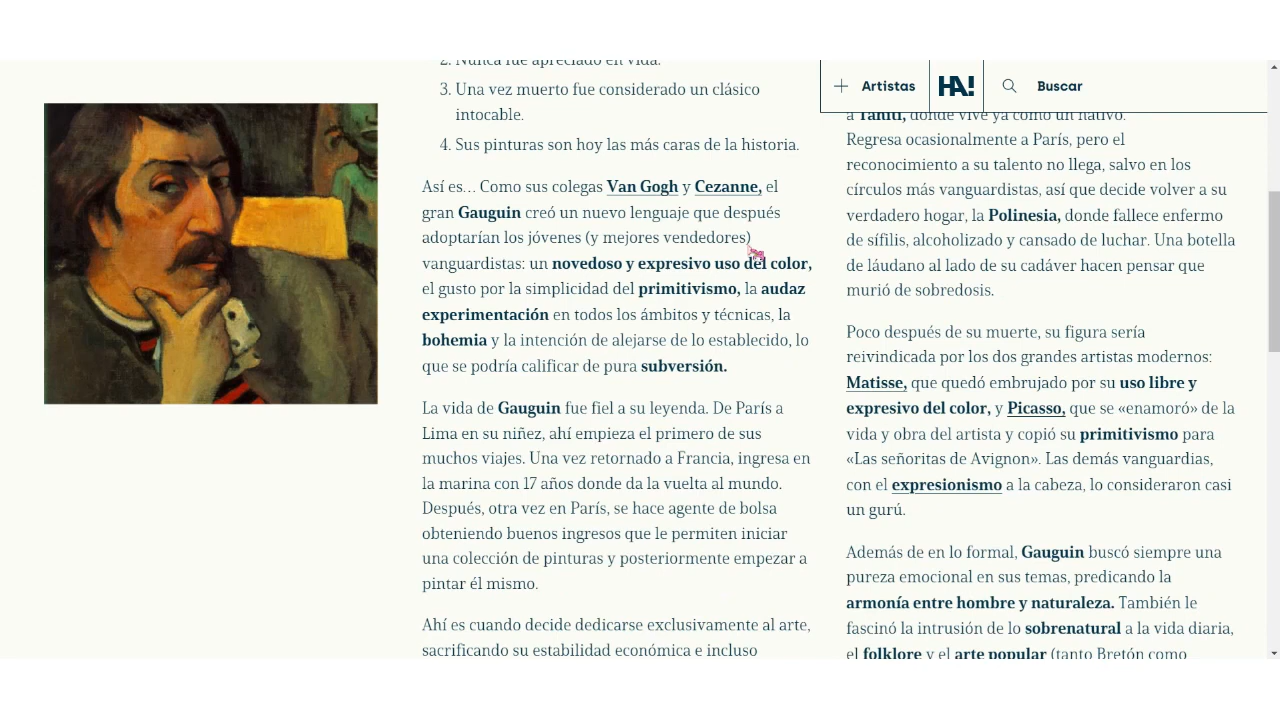 2. Nunca fue apreciado en vida.
3. Una vez muerto fue considerado un clásico
intocable.
4. Sus pinturas son hoy las más caras de la historia.
Así es… Como sus colegas Van Gogh y Cezanne, el
gran Gauguin creó un nuevo lenguaje que después
adoptarían los jóvenes (y mejores vendedores)
vanguardistas: un novedoso y expresivo uso del color,
el gusto por la simplicidad del primitivismo, la audaz
experimentación en todos los ámbitos y técnicas, la
bohemia y la intención de alejarse de lo establecido, lo
que se podría calificar de pura subversión.
La vida de Gauguin fue fiel a su leyenda. De París a
Lima en su niñez, ahí empieza el primero de sus
muchos viajes. Una vez retornado a Francia, ingresa en
la marina con 17 años donde da la vuelta al mundo.
Después, otra vez en París, se hace agente de bolsa
obteniendo buenos ingresos que le permiten iniciar
una colección de pinturas y posteriormente empezar a
pintar él mismo.
Ahí es cuando decide dedicarse exclusivamente al arte,
sacrificando su estabilidad económica e incluso
Artistas
HA!
Buscar
a Tahití, donde vive ya como un nativo.
Regresa ocasionalmente a París, pero el
reconocimiento a su talento no llega, salvo en los
círculos más vanguardistas, así que decide volver a su
verdadero hogar, la Polinesia, donde fallece enfermo
de sífilis, alcoholizado y cansado de luchar. Una botella
de láudano al lado de su cadáver hacen pensar que
murió de sobredosis.
Poco después de su muerte, su figura sería
reivindicada por los dos grandes artistas modernos:
Matisse, que quedó embrujado por su uso libre y
expresivo del color, y Picasso, que se «enamoró» de la
vida y obra del artista y copió su primitivismo para
«Las señoritas de Avignon». Las demás vanguardias,
con el expresionismo a la cabeza, lo consideraron casi
un gurú.
Además de en lo formal, Gauguin buscó siempre una
pureza emocional en sus temas, predicando la
armonía entre hombre y naturaleza. También le
fascinó la intrusión de lo sobrenatural a la vida diaria,
el folklore y el arte popular (tanto Bretón como